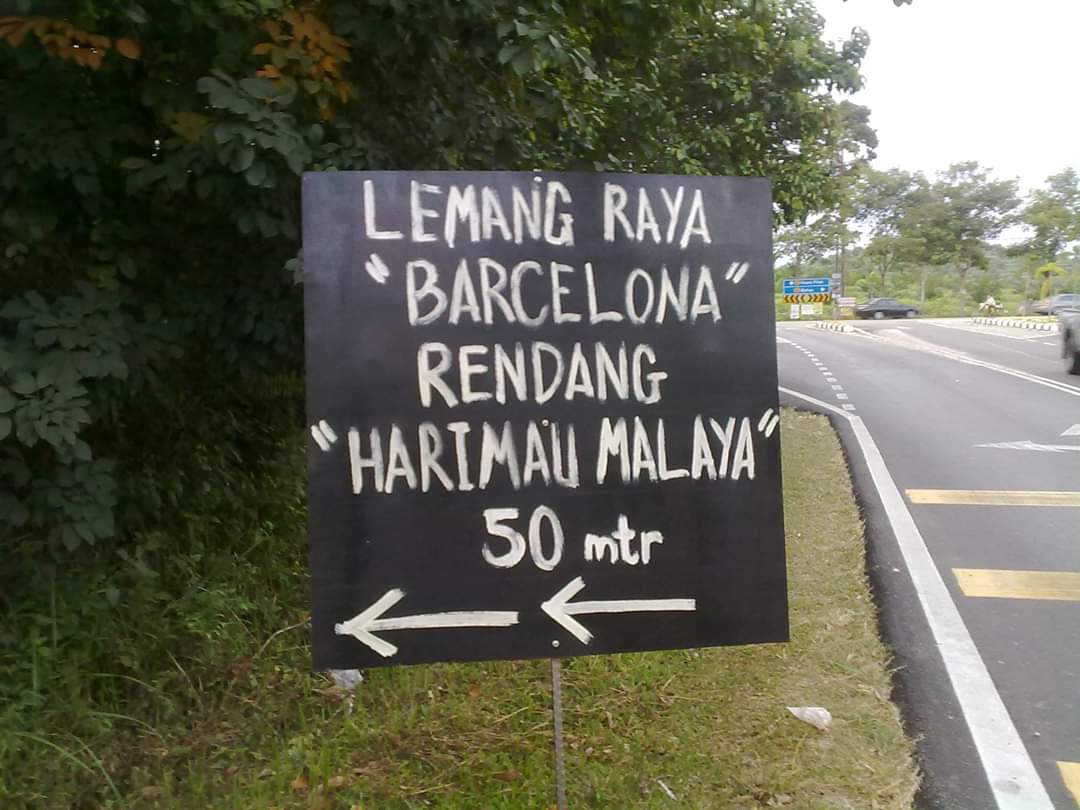 LEMANG RAYA
"BARCELONA"
RENDANG
"HARIMAU MALAYA"
50 mtr